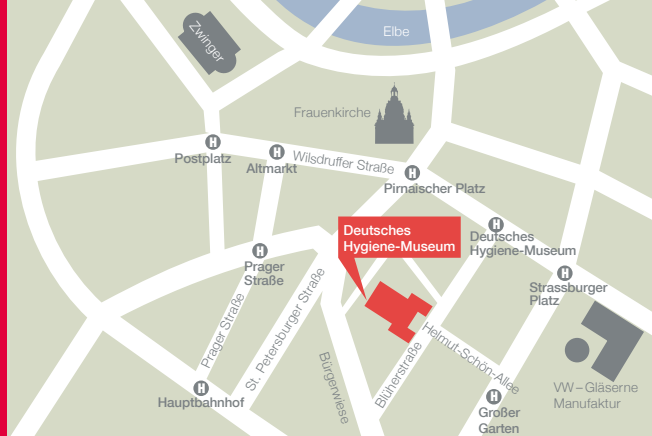 Elbe
Zwinger
Frauenkirche
H
Postplatz
H
Altmarkt
Wilsdruffer Straße
H
Pirnaischer Platz
Deutsches
Hygiene-Museum
H
Deutsches
Hygiene-Museum
H
Prager
Straße
H
Strassburger
Platz
Prager Straße
St. Petersburger Straße
Bürgerwiese
Blüherstraße
Helmut-Schön-Allee
H
Hauptbahnhof
H
Großer
Garten
VW – Gläserne
Manufaktur